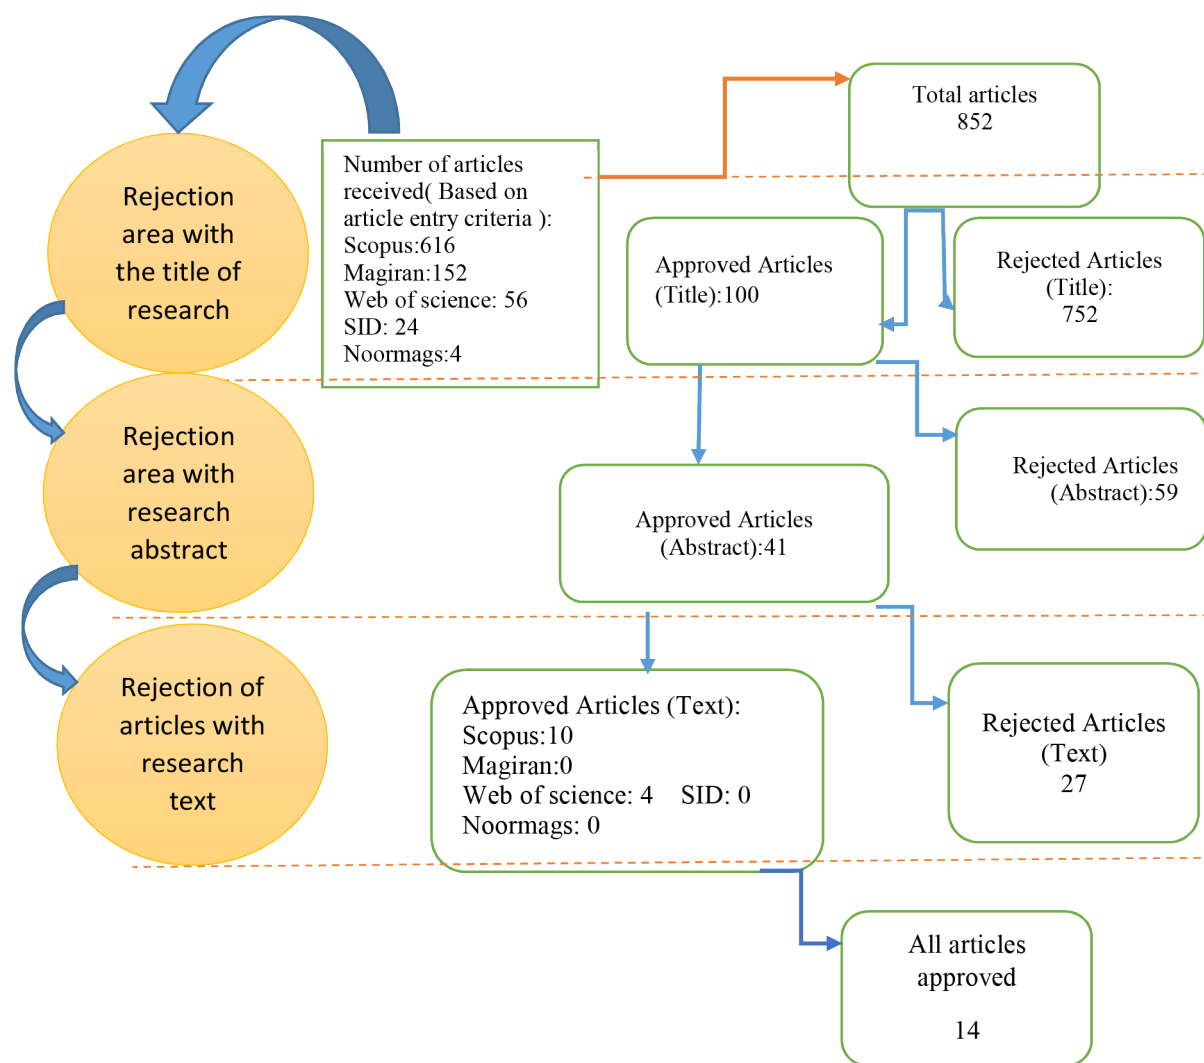 Rejection
area with
the title of
research
Number of articles
received( Based on
article entry criteria ):
Scopus:616
Magiran:152
Web of science: 56
SID: 24
Noormags:4
Total articles
852
Approved Articles
(Title):100
Rejected Articles
(Title):
752
Rejection
area with
research
abstract
Approved Articles
(Abstract):41
Rejected Articles
(Abstract):59
Rejection of
articles with
research
text
Approved Articles (Text):
Scopus:10
Magiran:0
Web of science: 4 SID: 0
Noormags: 0
Rejected Articles
(Text)
27
All articles
approved
14